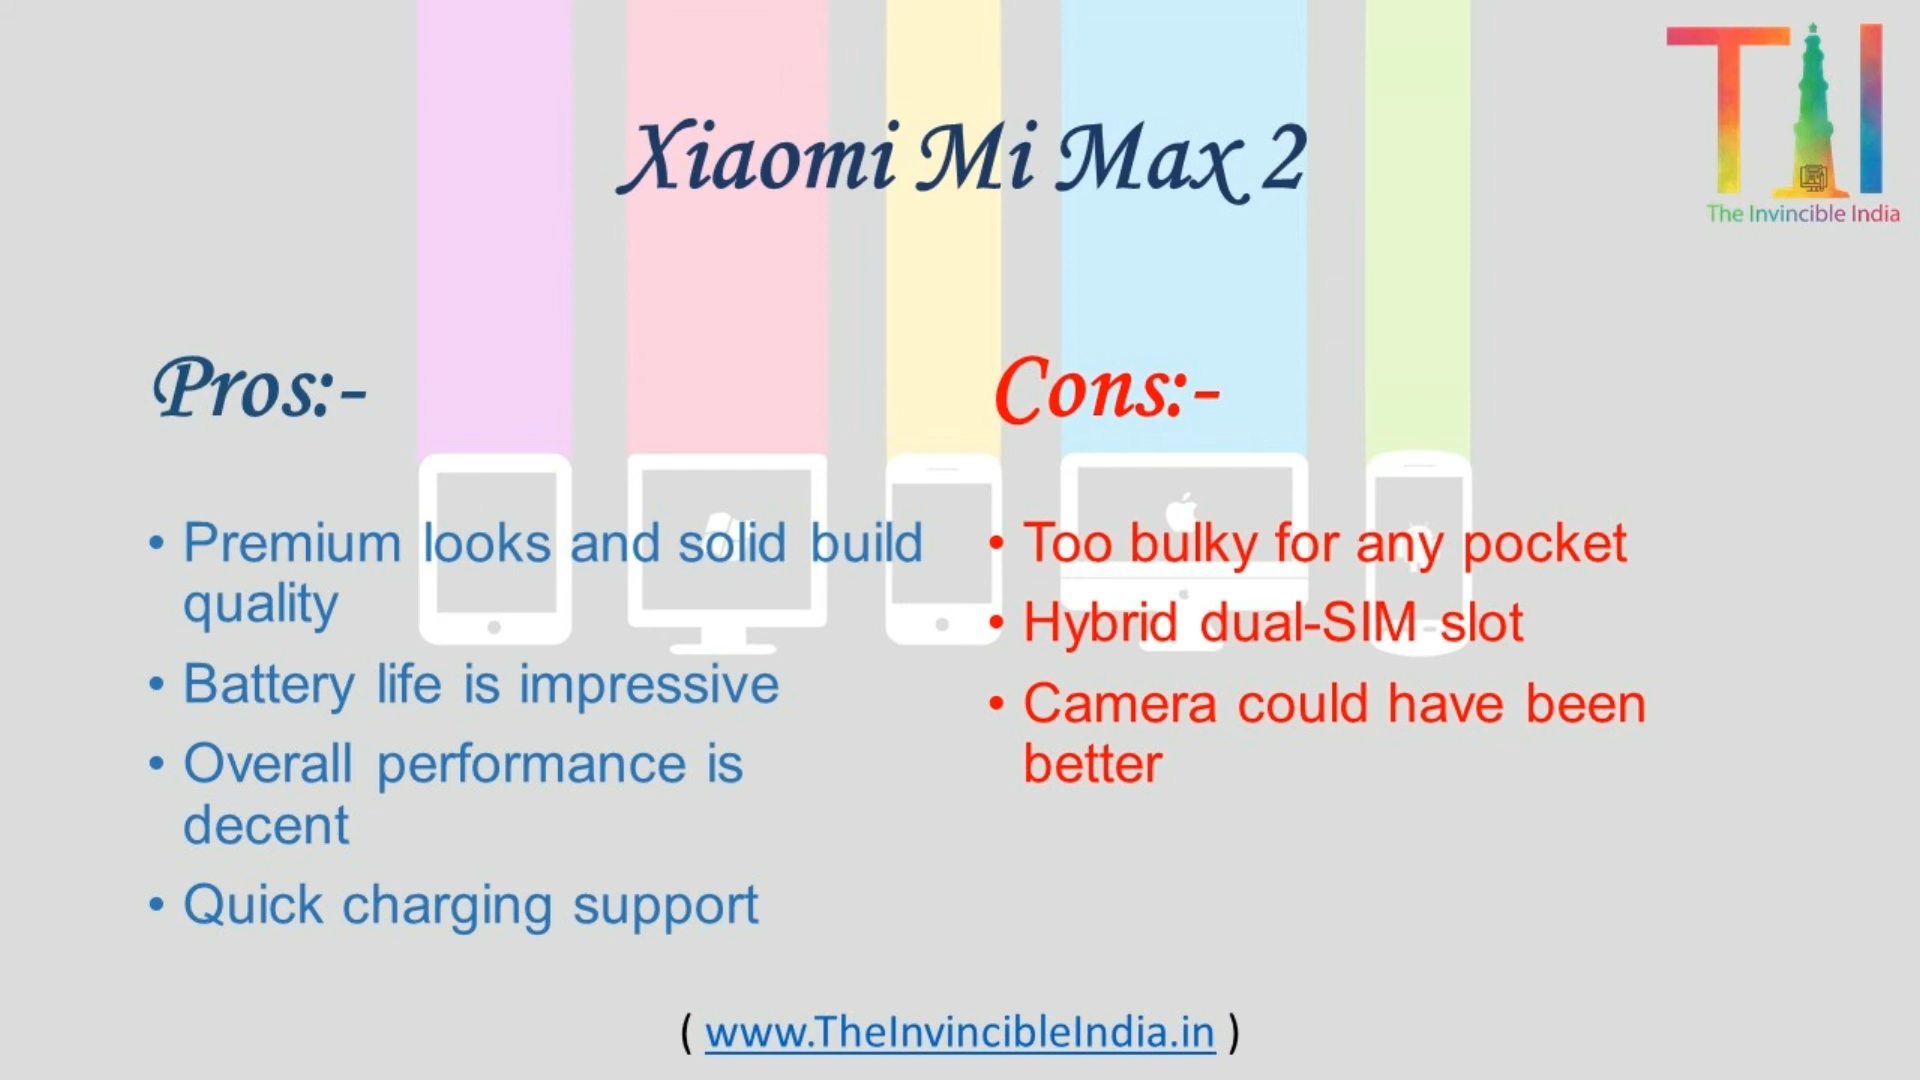 TII
The Invincible India
Xiaomi Mi Max 2
Pros:-
• Premium looks and solid build
quality
• Battery life is impressive
• Overall performance is
decent
• Quick charging support
Cons:-
• Too bulky for any pocket
• Hybrid dual-SIM slot
• Camera could have been
better
( www.TheInvincibleIndia.in )